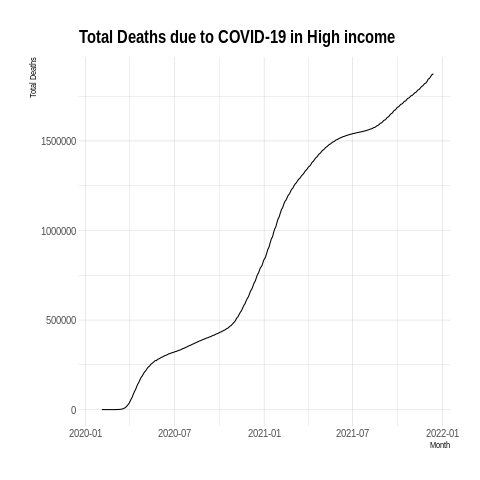 Total Deaths due to COVID-19 in High income
Total Deaths
1500000
1000000
500000
0
2020-01 2020-07 2021-01 2021-07 2022-01
Month